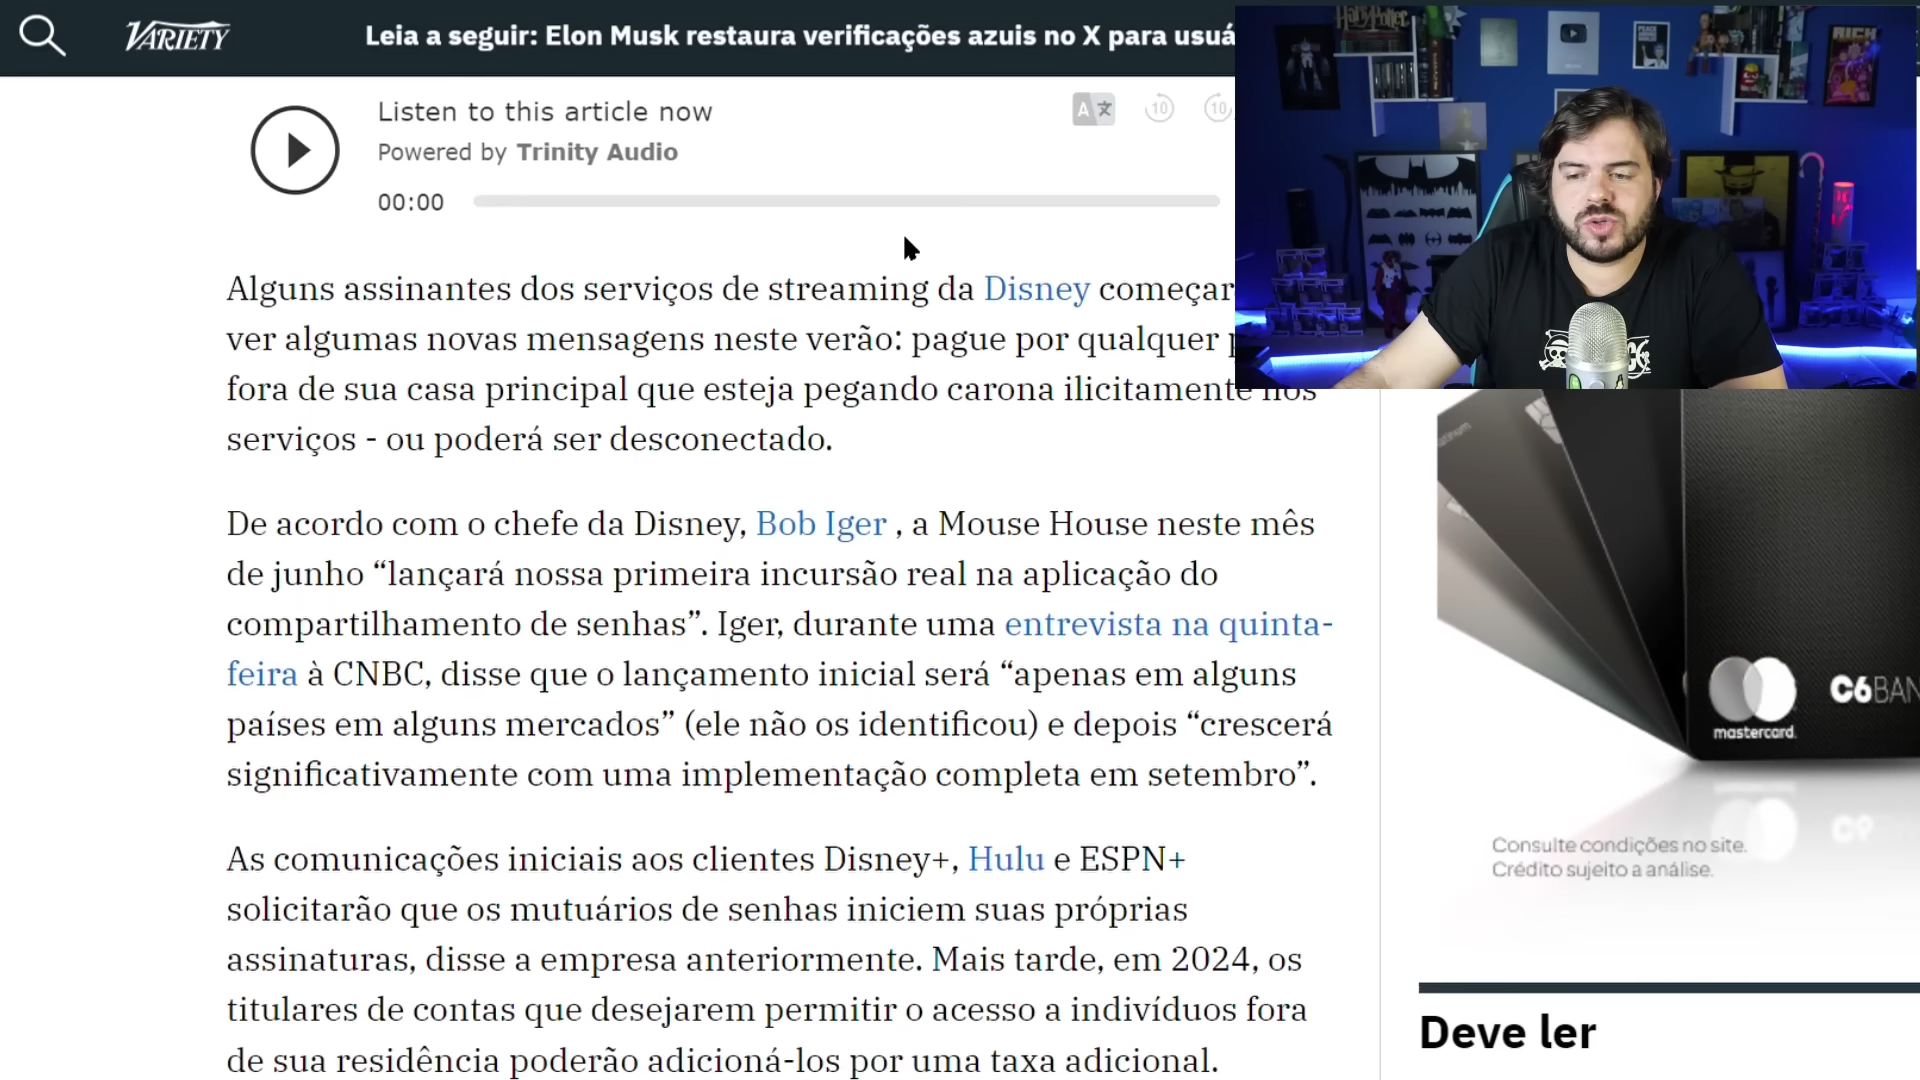 VARIETY
Leia a seguir: Elon Musk restaura verificações azuis no X para
Listen to this article now
Powered by Trinity Audio
00:00
10
10
Alguns assinantes dos serviços de streaming da Disney
ver algumas novas mensagens neste verão: pague por qualquer
fora de sua casa principal que esteja pegando carona ilicitamente nos
serviços - ou poderá ser desconectado.
De acordo com o chefe da Disney, Bob Iger , a Mouse House neste mês
de junho “lançará nossa primeira incursão real na aplicação do
compartilhamento de senhas”. Iger, durante uma entrevista na quinta-
feira à CNBC, disse que o lançamento inicial será “apenas em alguns
países em alguns mercados” (ele não os identificou) e depois “crescerá
significativamente com uma implementação completa em setembro”.
As comunicações iniciais aos clientes Disney+, Hulu e ESPN+
solicitarão que os mutuários de senhas iniciem suas próprias
assinaturas, disse a empresa anteriormente. Mais tarde, em 2024, os
titulares de contas que desejarem permitir o acesso a indivíduos fora
de sua residência poderão adicioná-los por uma taxa adicional.
Harry Potter
RICH
mastercard.
C6BAN
Consulte condições no site.
Crédito sujeito a análise.
Deve ler